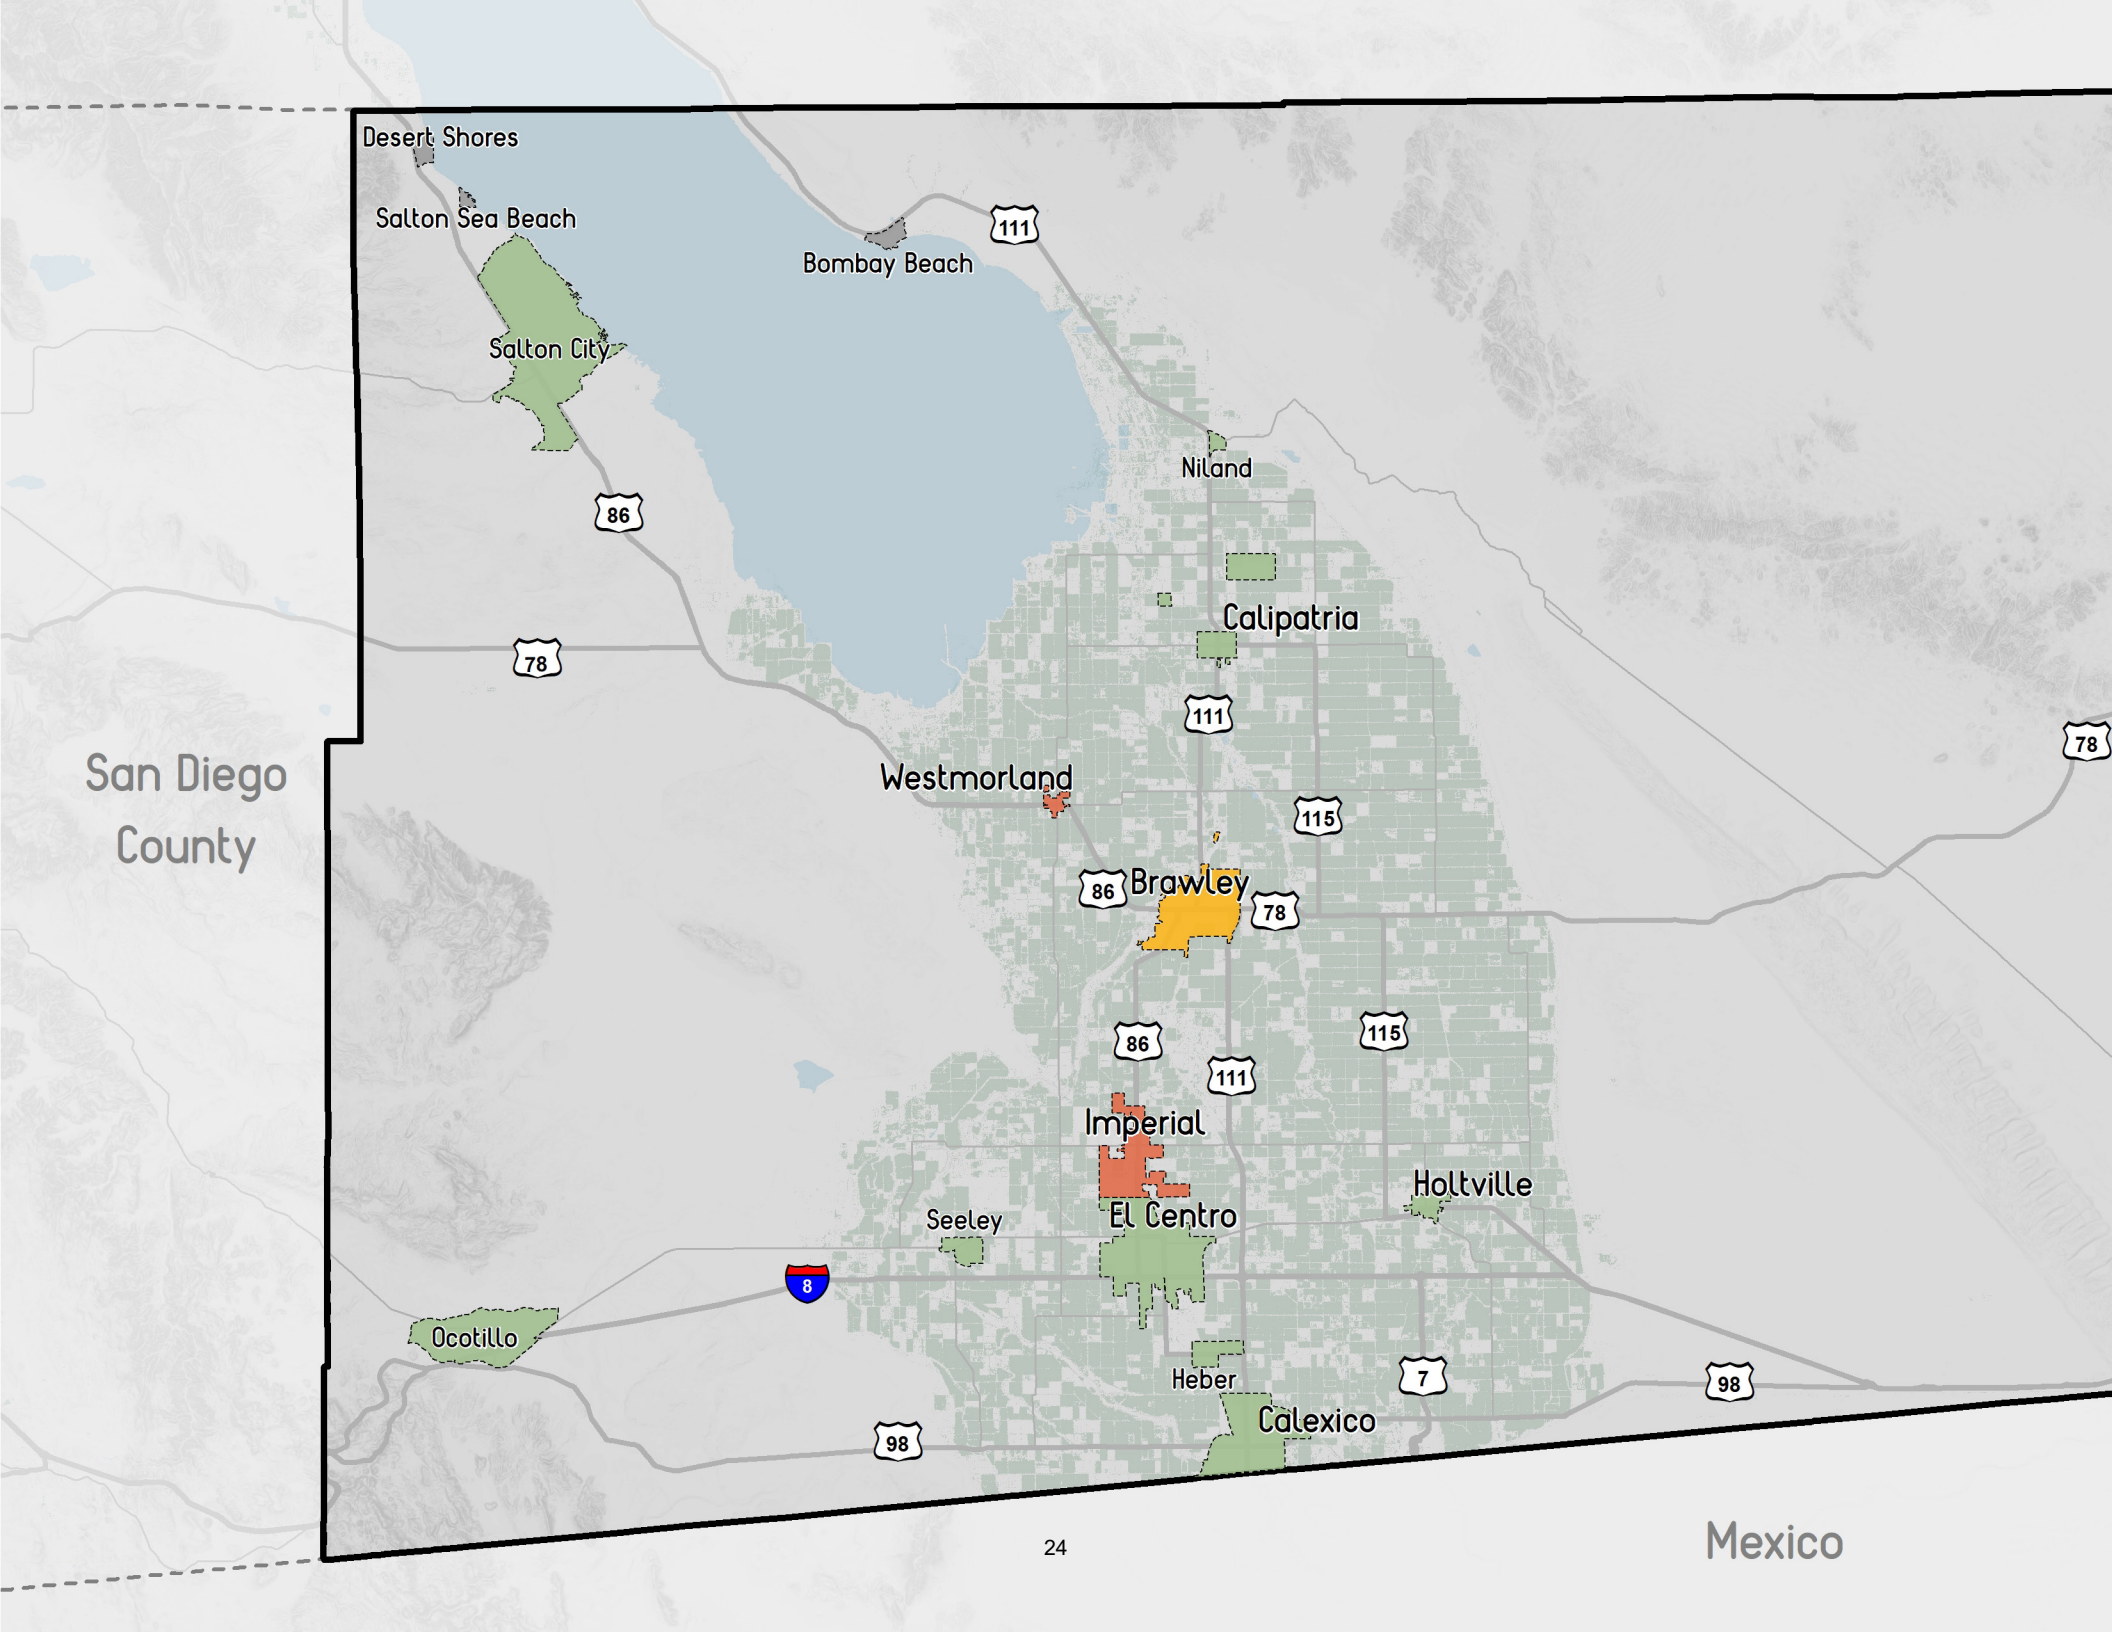 Desert Shores
Salton Sea Beach
111
Bombay Beach
Salton City
Niland
86
Calipatria
78
111
78
San Diego
County
Westmorland
115
86
Brawley
78
115
86
111
Imperial
Holtville
El Centro
Seeley
8
Ocotillo
Heber
7
98
Calexico
98
24
Mexico